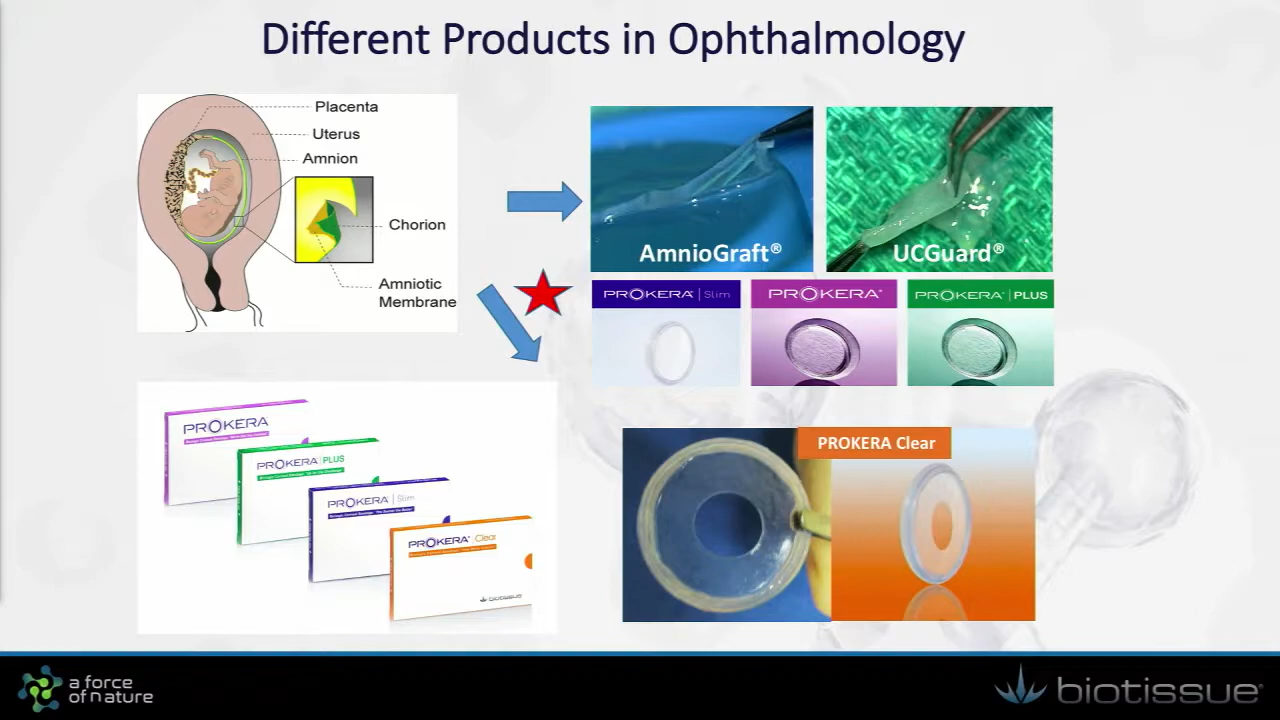 Different Products in Ophthalmology
Placenta
Uterus
Amnion
Chorion
Amniotic
Membrane
AmnioGraft®
UCGuard®
PROKERA® | Slim
PROKERA®
PROKERA® | PLUS
PROKERA
PROKERA | PLUS
PROKERA | Slim
PROKERA® Clear
biotissue
PROKERA Clear
a force
of nature
biotissue®